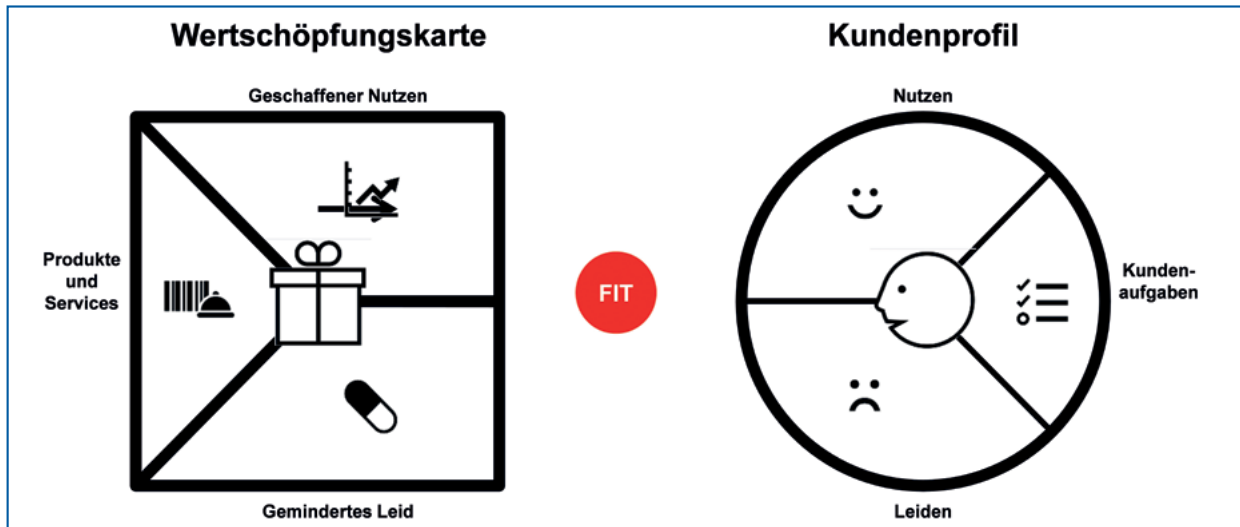 Wertschöpfungskarte
Kundenprofil
Geschaffener Nutzen
Nutzen
Produkte
und
Services
FIT
Kunden-
aufgaben
Gemindertes Leid
Leiden